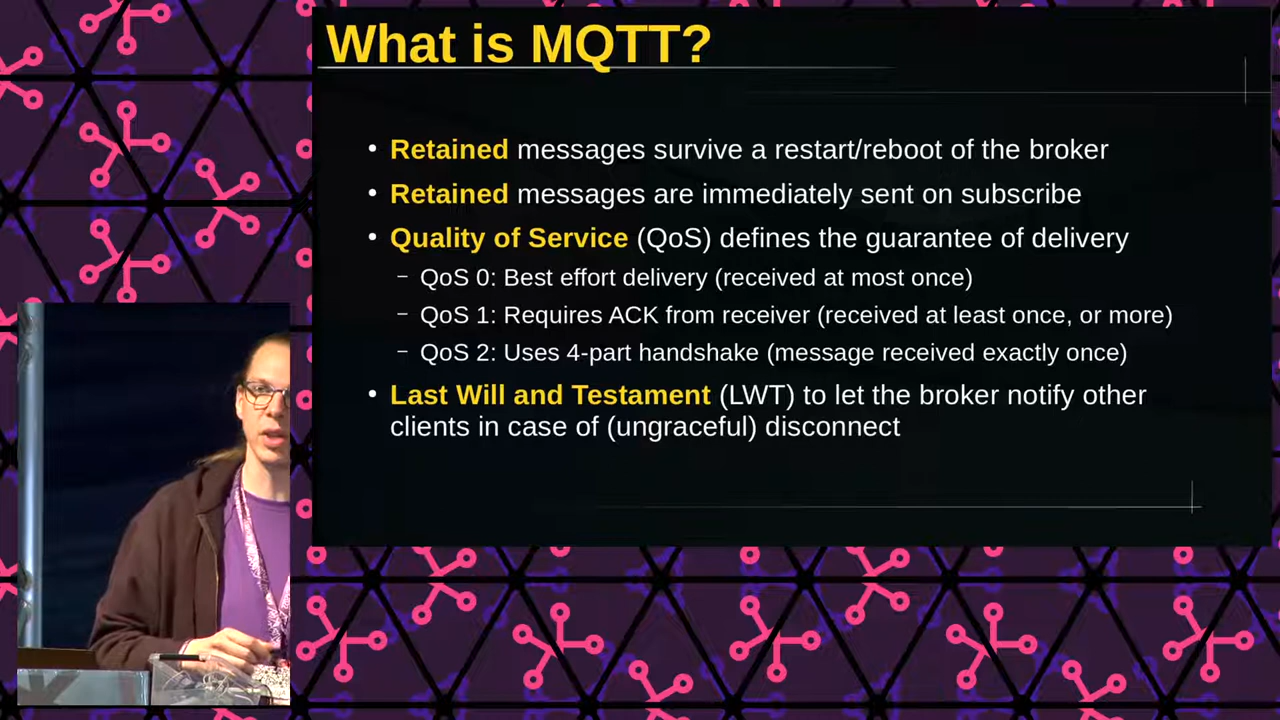 What is MQTT?
• Retained messages survive a restart/reboot of the broker
• Retained messages are immediately sent on subscribe
• Quality of Service (QoS) defines the guarantee of delivery
– QoS 0: Best effort delivery (received at most once)
– QoS 1: Requires ACK from receiver (received at least once, or more)
– QoS 2: Uses 4-part handshake (message received exactly once)
• Last Will and Testament (LWT) to let the broker notify other
clients in case of (ungraceful) disconnect